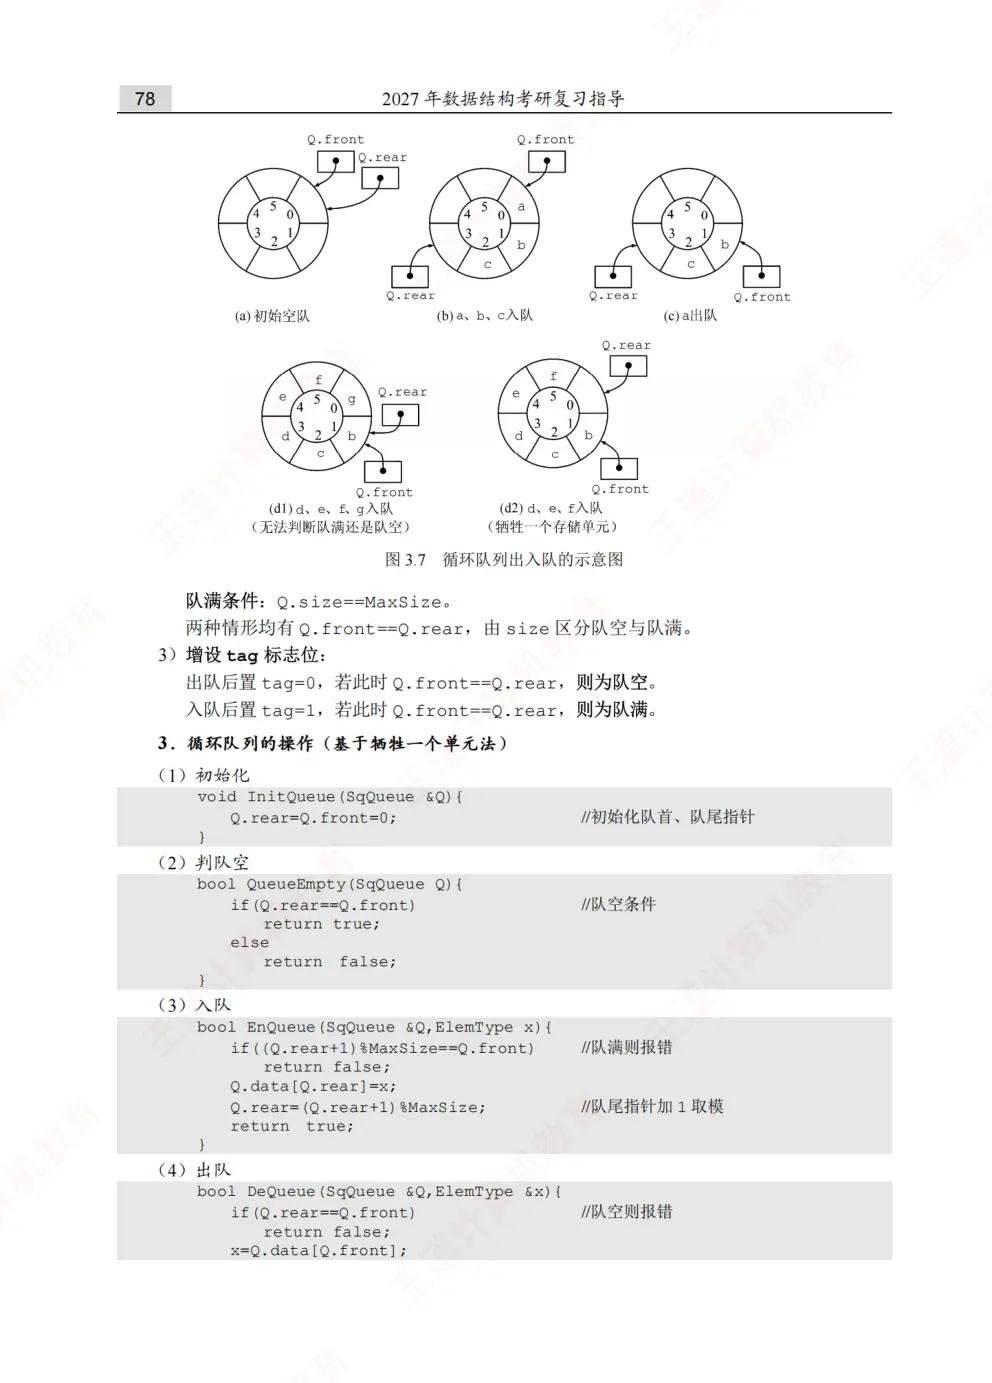 78
2027 年数据结构考研复习指导
Q.front
Q.rear
4 5 0
3 2 1
(a) 初始空队
Q.front
4 5 0 a
3 2 1 b
c
Q.rear
(b) a、b、c入队
4 5 0
3 2 1 b
c
Q.rear
Q.front
(c) a出队
f
e 4 5 0 g
d 3 2 1 b
c
Q.rear
Q.front
(d1) d、e、f、g入队
（无法判断队满还是队空）
Q.rear
f
e 4 5 0
d 3 2 1 b
c
Q.front
(d2) d、e、f入队
（牺牲一个存储单元）
图 3.7 循环队列出入队的示意图
队满条件：Q.size==MaxSize。
两种情形均有 Q.front==Q.rear，由 size 区分队空与队满。
3）增设 tag 标志位：
出队后置 tag=0，若此时 Q.front==Q.rear，则为队空。
入队后置 tag=1，若此时 Q.front==Q.rear，则为队满。
3．循环队列的操作（基于牺牲一个单元法）
（1）初始化
void InitQueue(SqQueue &Q){
Q.rear=Q.front=0; //初始化队首、队尾指针
}
（2）判队空
bool QueueEmpty(SqQueue Q){
if(Q.rear==Q.front) //队空条件
return true;
else
return false;
}
（3）入队
bool EnQueue(SqQueue &Q,ElemType x){
if((Q.rear+1)%MaxSize==Q.front) //队满则报错
return false;
Q.data[Q.rear]=x;
Q.rear=(Q.rear+1)%MaxSize; //队尾指针加 1 取模
return true;
}
（4）出队
bool DeQueue(SqQueue &Q,ElemType &x){
if(Q.rear==Q.front) //队空则报错
return false;
x=Q.data[Q.front];
王道计算机教育